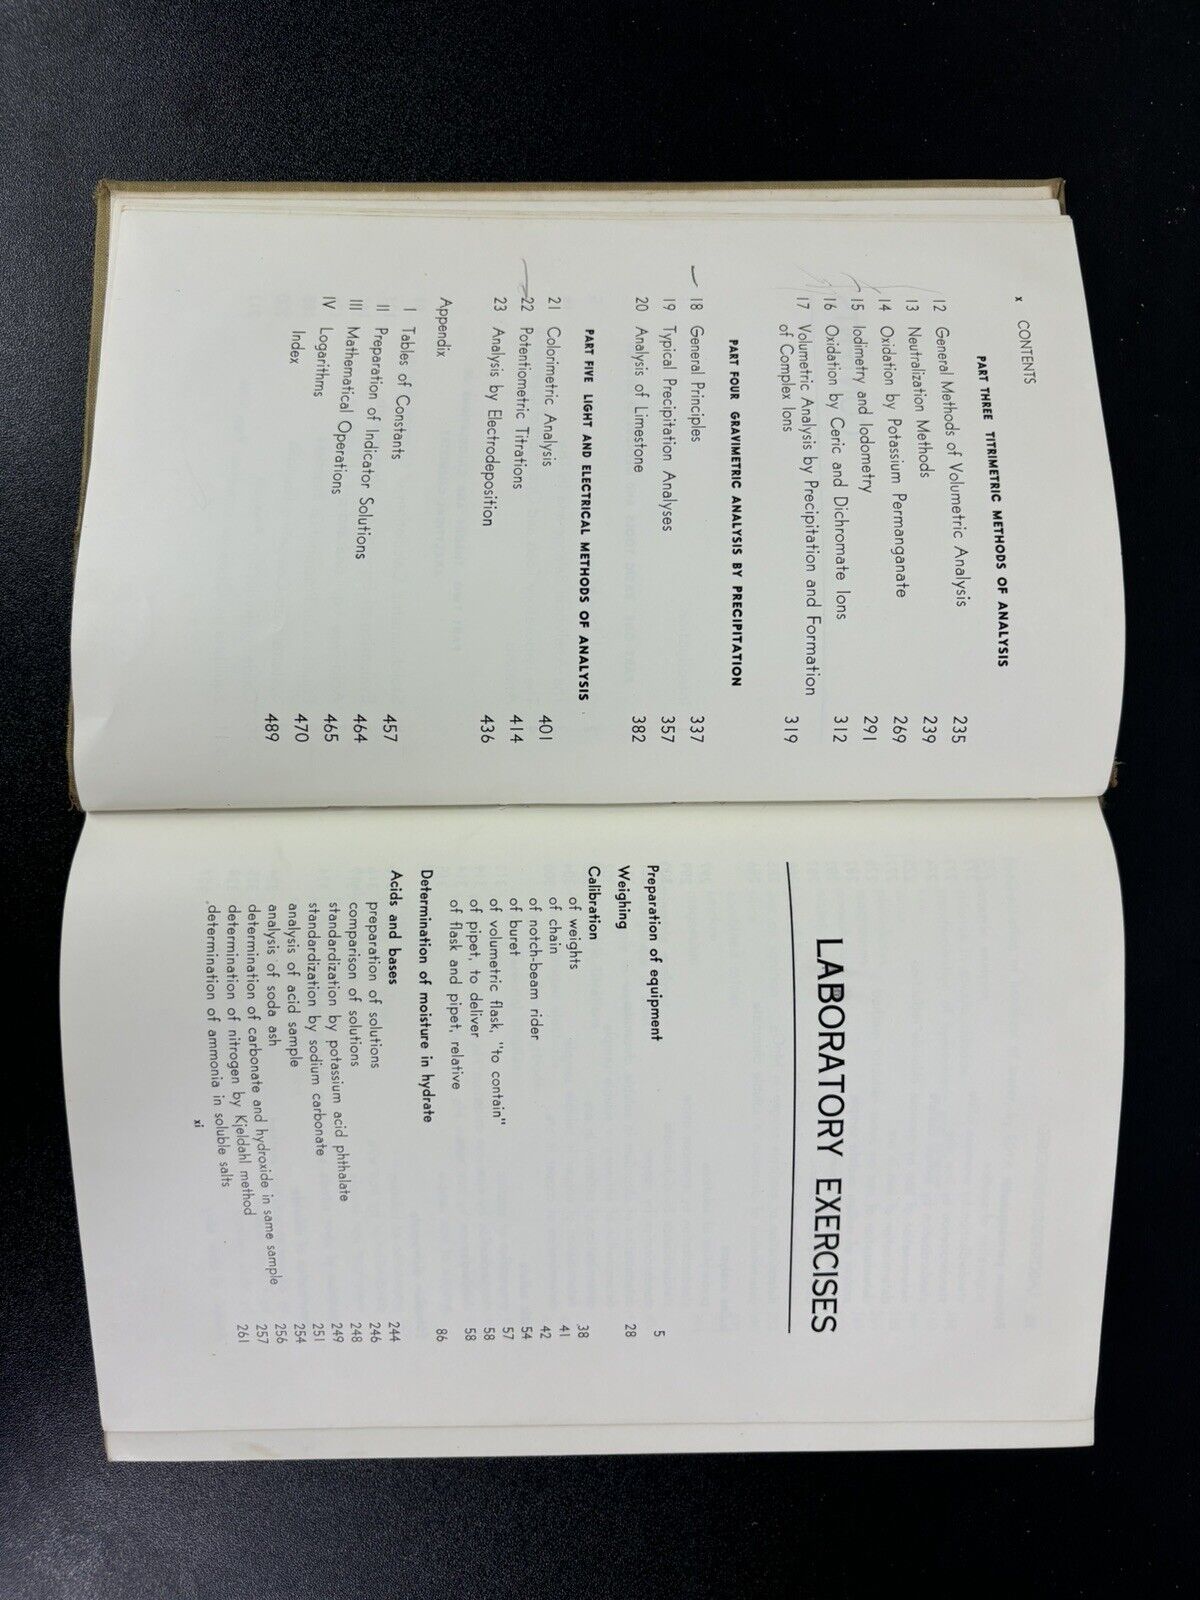 x CONTENTS
PART THREE TITRIMETRIC METHODS OF ANALYSIS
12 General Methods of Volumetric Analysis 235
13 Neutralization Methods 239
14 Oxidation by Potassium Permanganate 269
15 Iodimetry and Iodometry 291
16 Oxidation by Ceric and Dichromate Ions 312
17 Volumetric Analysis by Precipitation and Formation
of Complex Ions 319
PART FOUR GRAVIMETRIC ANALYSIS BY PRECIPITATION
18 General Principles 337
19 Typical Precipitation Analyses 357
20 Analysis of Limestone 382
PART FIVE LIGHT AND ELECTRICAL METHODS OF ANALYSIS
21 Colorimetric Analysis 401
22 Potentiometric Titrations 414
23 Analysis by Electrodeposition 436
Appendix
I Tables of Constants 457
II Preparation of Indicator Solutions 464
III Mathematical Operations 465
IV Logarithms 470
Index 489
LABORATORY EXERCISES
Preparation of equipment 5
Weighing 28
Calibration
of weights 38
of chain 41
of notch-beam rider 42
of buret 54
of volumetric flask, "to contain" 57
of pipet, to deliver 58
of flask and pipet, relative 58
Determination of moisture in hydrate 86
Acids and bases
preparation of solutions 244
comparison of solutions 246
standardization by potassium acid phthalate 248
standardization by sodium carbonate 249
analysis of acid sample 251
analysis of soda ash 254
determination of carbonate and hydroxide in same sample 256
determination of nitrogen by Kjeldahl method 257
determination of ammonia in soluble salts 261
xi